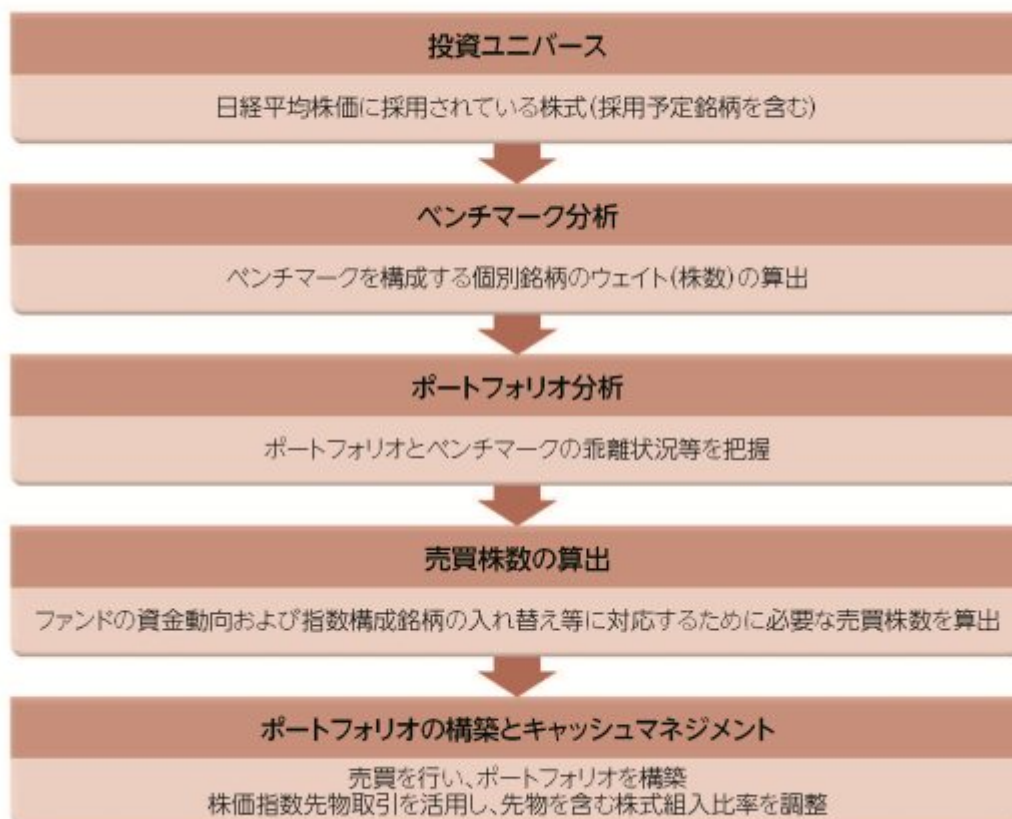 投資ユニバース
日経平均株価に採用されている株式(採用予定銘柄を含む)
ベンチマーク分析
ベンチマークを構成する個別銘柄のウェイト(株数)の算出
ポートフォリオ分析
ポートフォリオとベンチマークの乖離状況等を把握
売買株数の算出
ファンドの資金動向および指数構成銘柄の入れ替え等に対応するために必要な売買株数を算出
ポートフォリオの構築とキャッシュマネジメント
売買を行い、ポートフォリオを構築
株価指数先物取引を活用し、先物を含む株式組入比率を調整